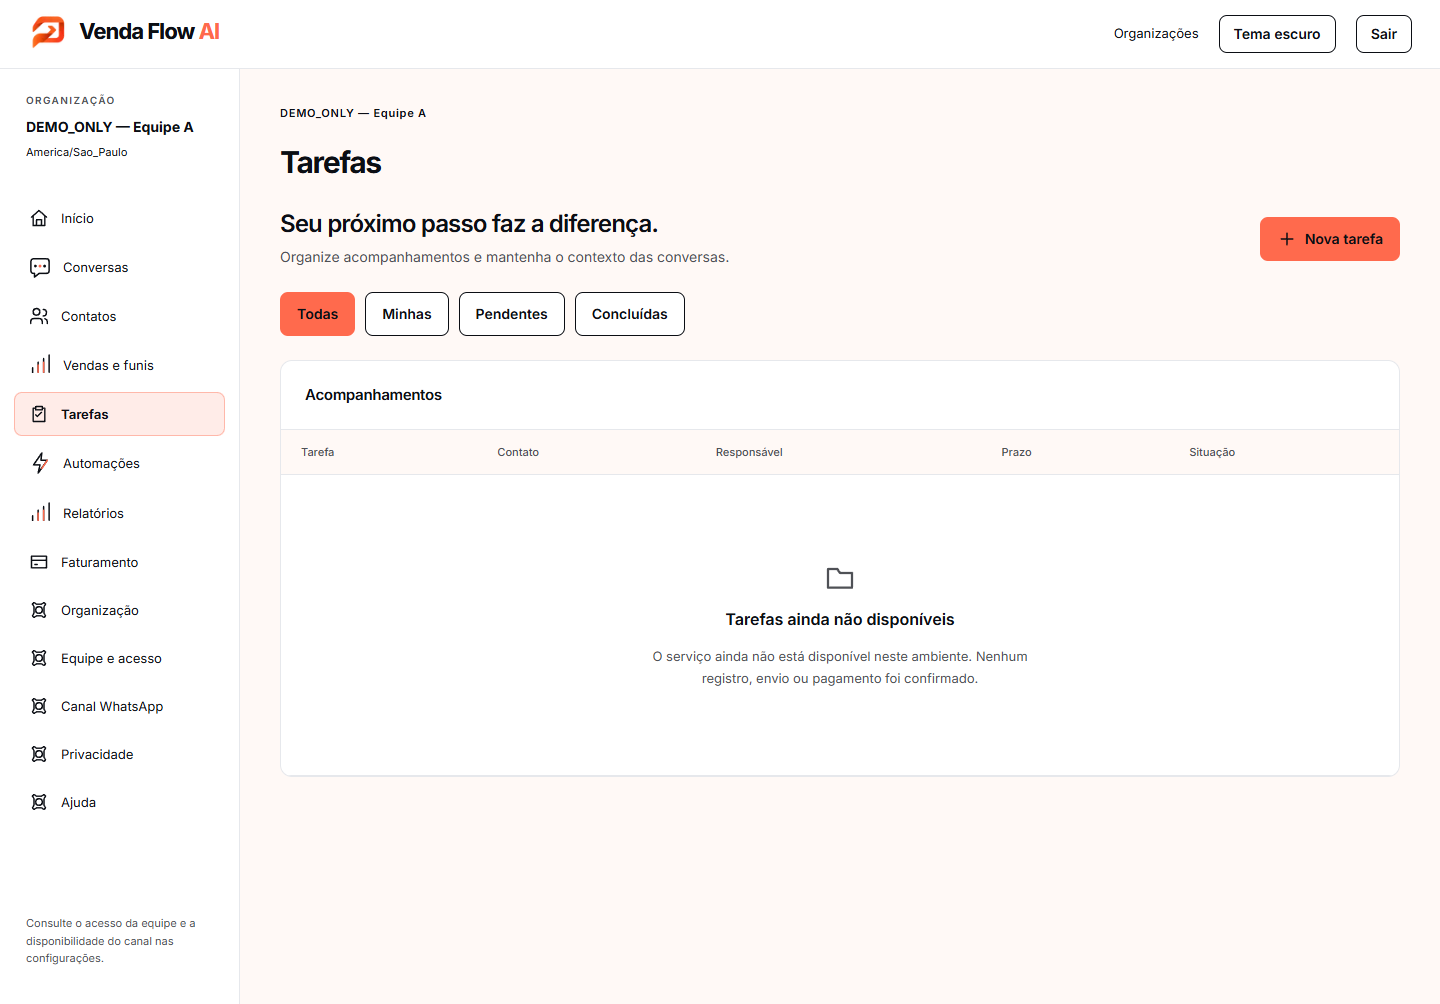 Venda Flow AI
Organizações
Tema escuro
Sair
ORGANIZAÇÃO
DEMO_ONLY — Equipe A
America/Sao_Paulo
Início
Conversas
Contatos
Vendas e funis
Tarefas
Automações
Relatórios
Faturamento
Organização
Equipe e acesso
Canal WhatsApp
Privacidade
Ajuda
Consulte o acesso da equipe e a
disponibilidade do canal nas
configurações.
DEMO_ONLY — Equipe A
Tarefas
Seu próximo passo faz a diferença.
Organize acompanhamentos e mantenha o contexto das conversas.
Nova tarefa
Todas
Minhas
Pendentes
Concluídas
Acompanhamentos
Tarefa Contato Responsável Prazo Situação
Tarefas ainda não disponíveis
O serviço ainda não está disponível neste ambiente. Nenhum
registro, envio ou pagamento foi confirmado.